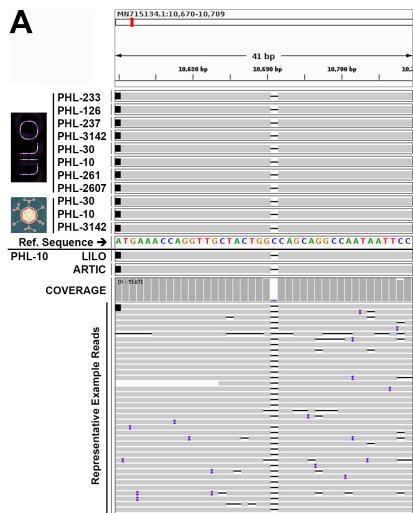 A
MN715134.1:10,670-10,709
41 bp
10,680 bp
10,690 bp
10,700 bp
10,7
LILO
PHL-233
PHL-126
PHL-237
PHL-3142
PHL-30
PHL-10
PHL-261
PHL-2607
PHL-30
PHL-10
PHL-3142
Ref. Sequence → ATGAAACCAGGTTGCTACTGGCCAGCAGGCCAATAATTCC
PHL-10 LILO
ARTIC
COVERAGE
Representative Example Reads